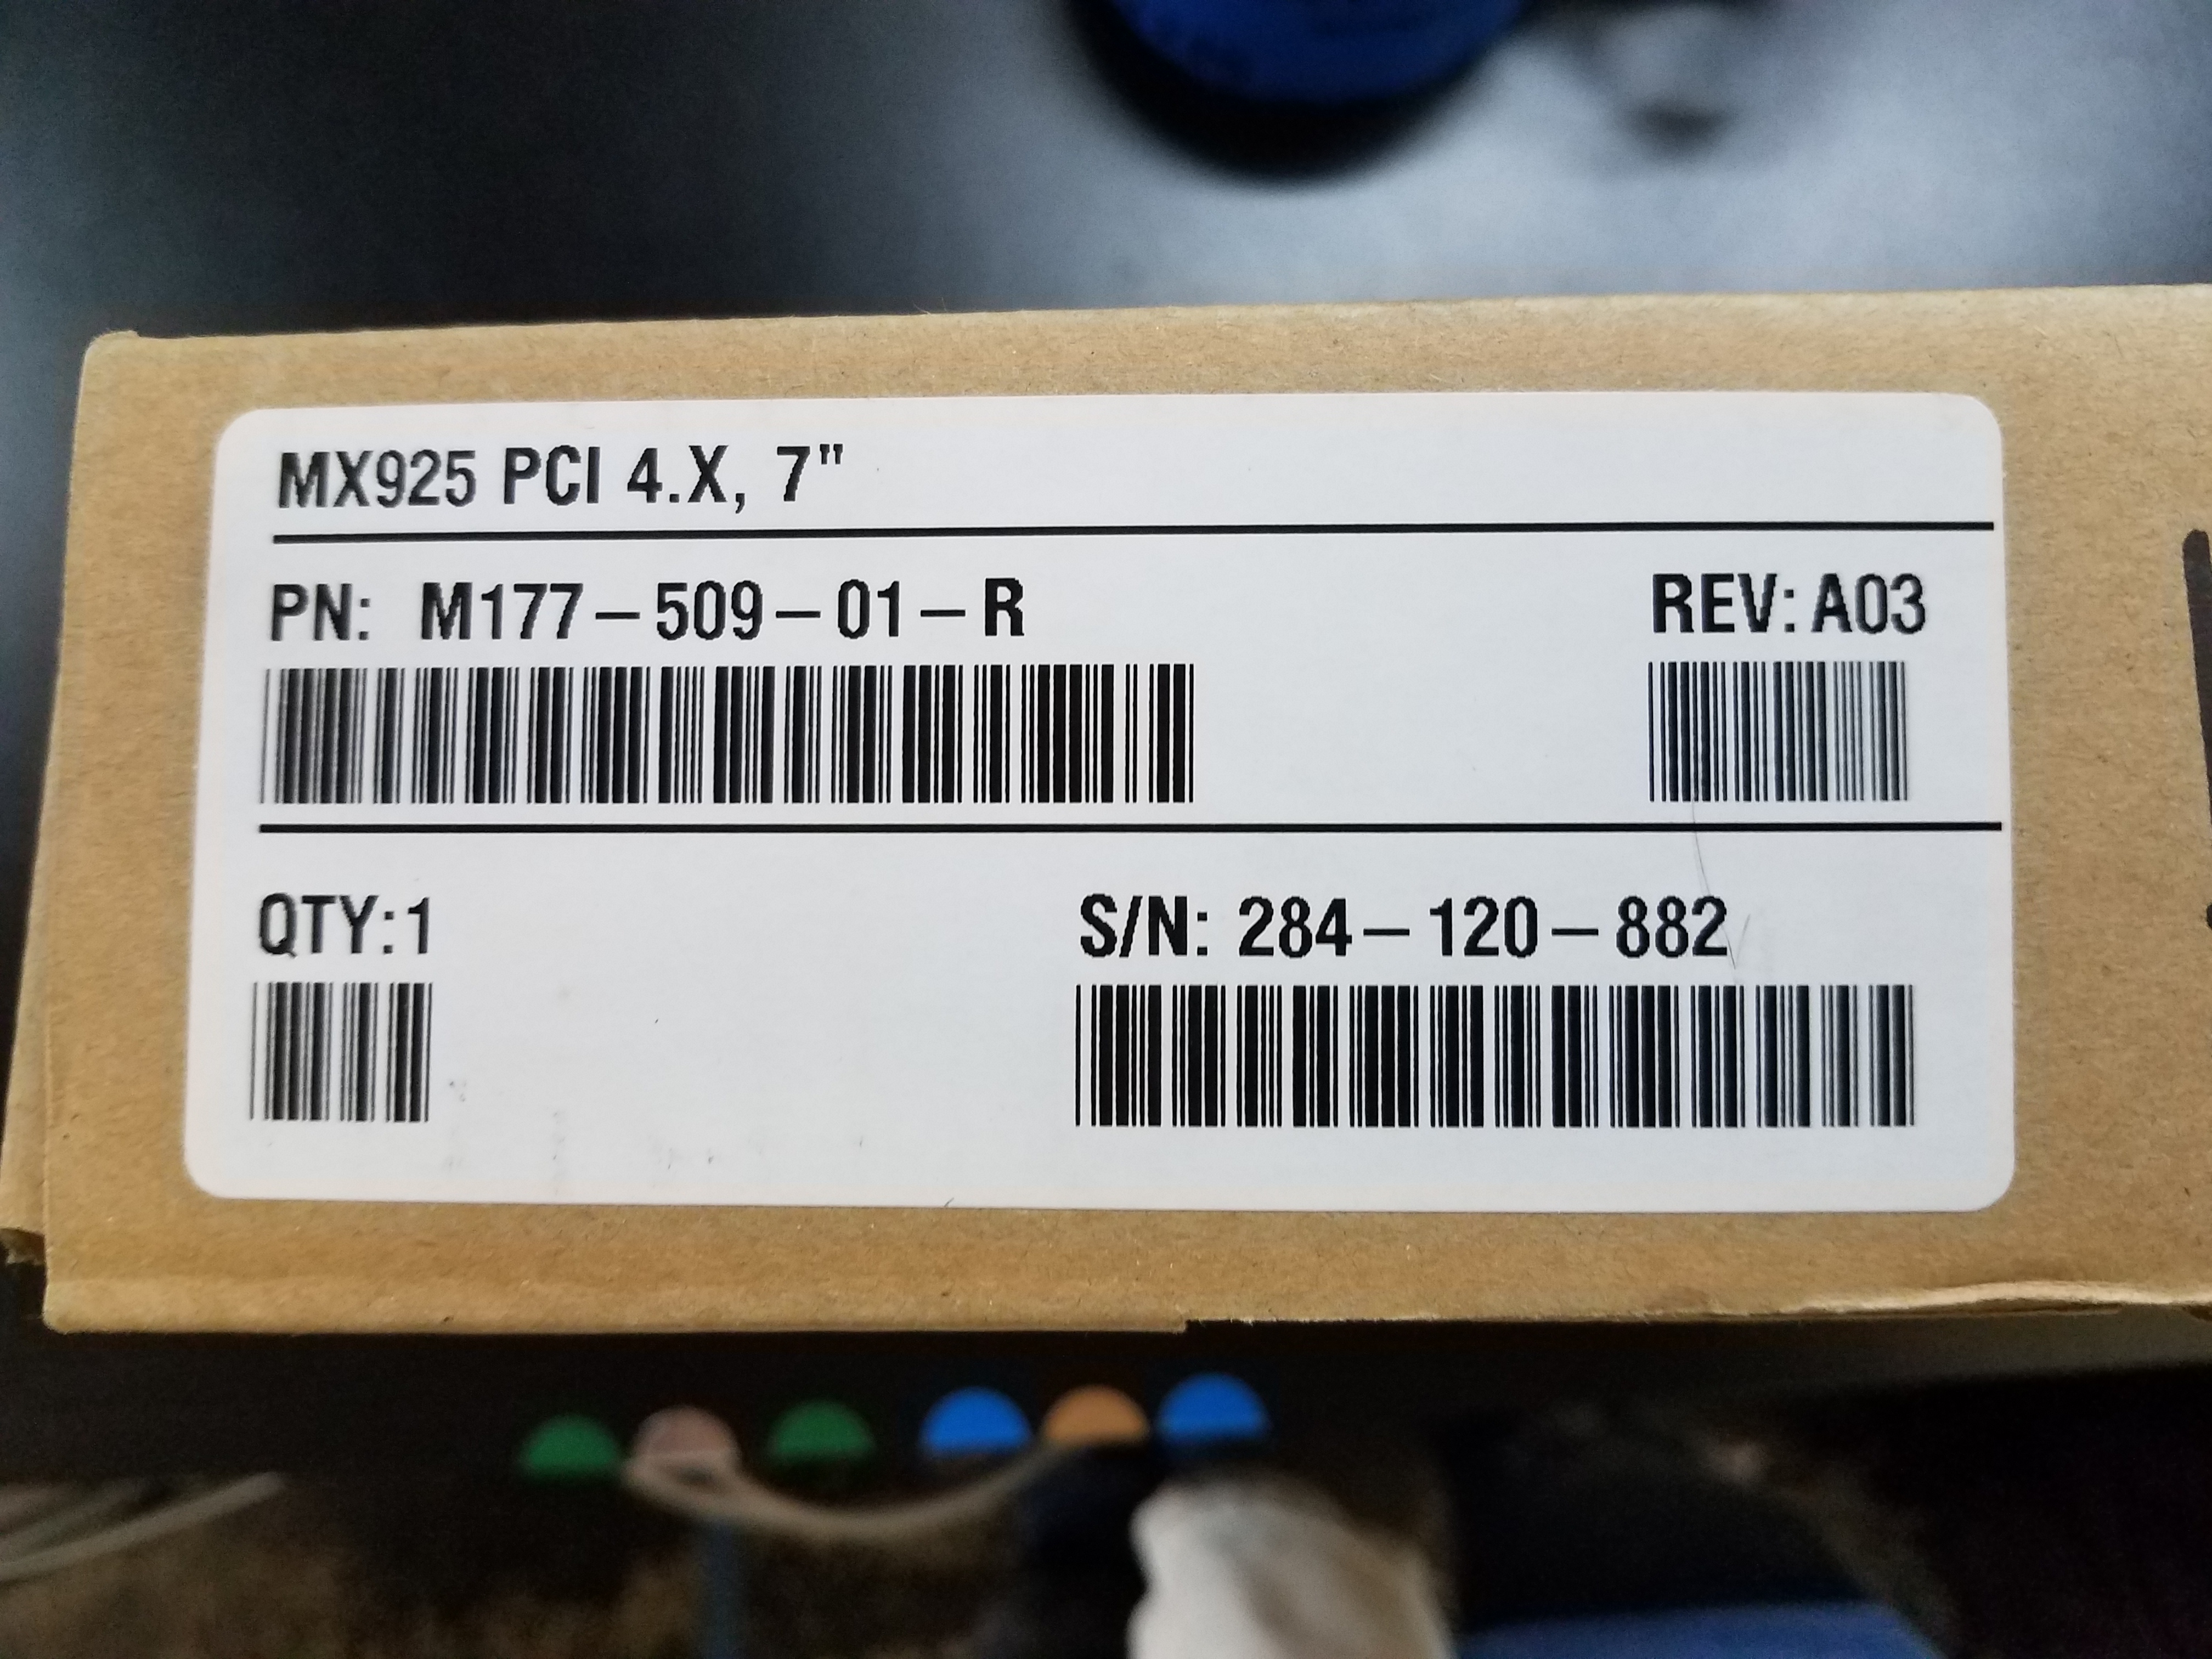 MX925 PCI 4.X, 7"
PN: M177-509-01-R
REV: A03
QTY:1
S/N: 284-120-882